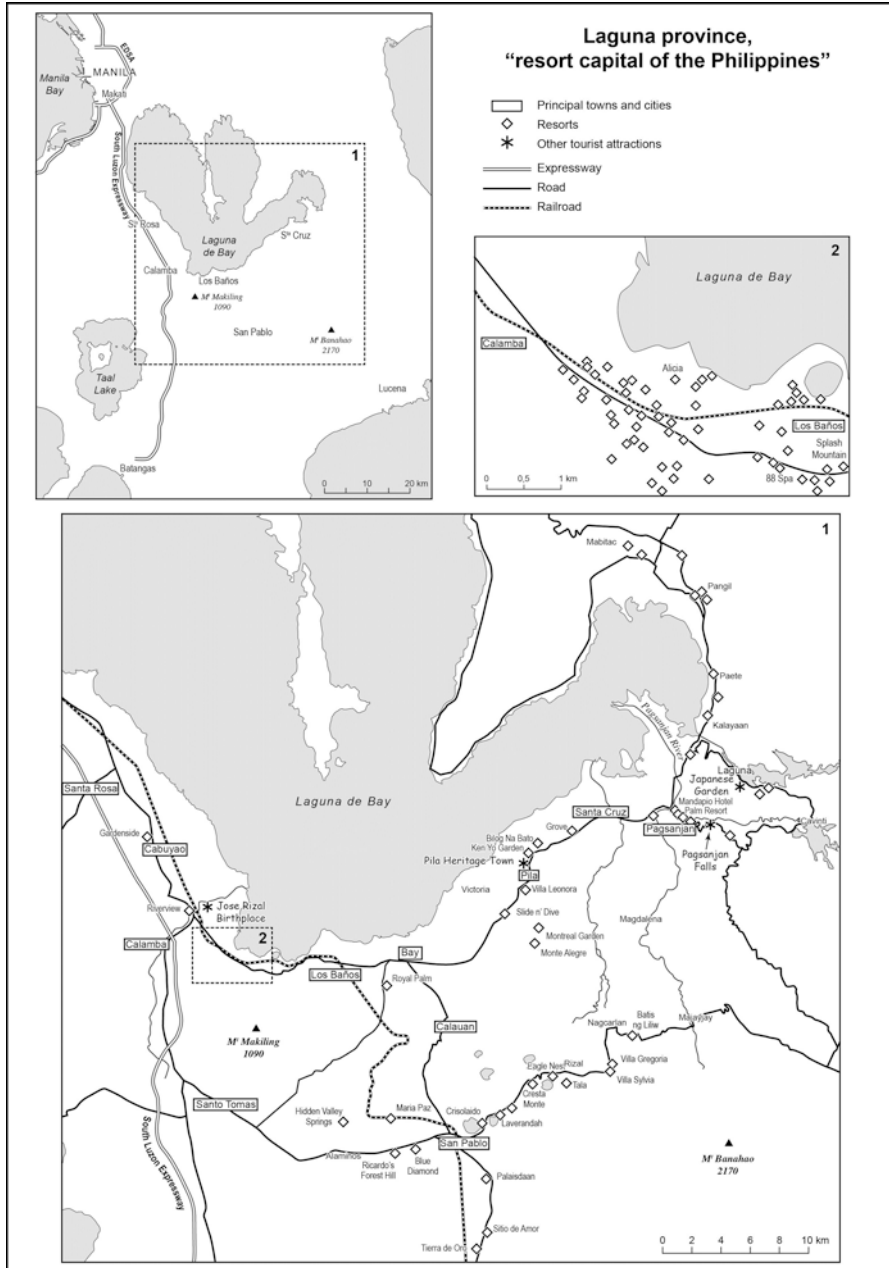 Laguna province,
“resort capital of the Philippines”
Principal towns and cities
Resorts
Other tourist attractions
Expressway
Road
Railroad
1
Manila
Bay
MANILA
EDSA
Makati
South Luzon Expressway
Sta Rosa
Laguna
de Bay
Sta Cruz
Calamba
Los Baños
Mt Makiling
1090
San Pablo
Mt Banahao
2170
Taal
Lake
Lucena
Batangas
0 10 20 km
2
Laguna de Bay
Calamba
Alicia
Los Baños
Splash
Mountain
88 Spa
0 0,5 1 km
1
Mabitac
Pangil
Paete
Kalayaan
Pagsanjan River
Laguna
Japanese
Garden
Mandapio Hotel
Palm Resort
Cavinti
Santa Rosa
Laguna de Bay
Santa Cruz
Pagsanjan
Pagsanjan
Falls
Gardenside
Cabuyao
Grove
Bilog Na Bato
Ken Yo Garden
Pila Heritage Town
Pila
Victoria
Villa Leonora
Riverview
Jose Rizal
Birthplace
Slide n' Dive
Magdalena
2
Calamba
Montreal Garden
Monte Alegre
Bay
Los Baños
Royal Palm
Calauan
Mt Makiling
1090
Nagcarlan
Batis
ng Liliw
Majayjay
Eagle Nest
Rizal
Villa Gregoria
Villa Sylvia
Tala
Cresta
Monte
Santo Tomas
Hidden Valley
Springs
Maria Paz
Crisolaido
Laverandah
San Pablo
Alaminos
Ricardo's
Forest Hill
Blue
Diamond
Palaisdaan
Mt Banahao
2170
South Luzon Expressway
Sitio de Amor
Tierra de Oro
0 2 4 6 8 10 km